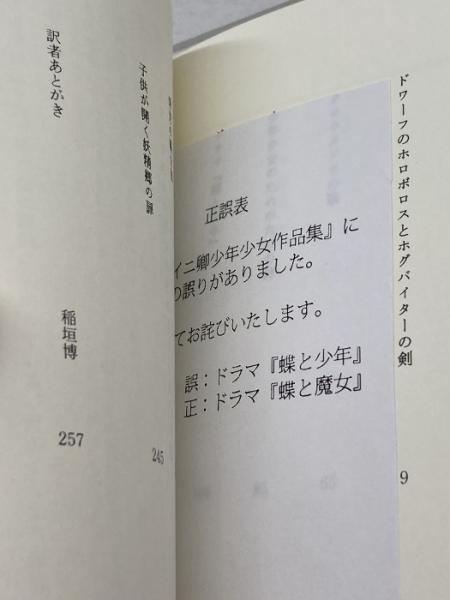 ドワーフのホロボロスとホグバイターの剣
9
正誤表
イニ卿少年少女作品集』に
の誤りがありました。
てお詫びいたします。
誤：ドラマ『蝶と少年』
正：ドラマ『蝶と魔女』
子供が開く妖精郷の扉
稲垣博
245
訳者あとがき
257